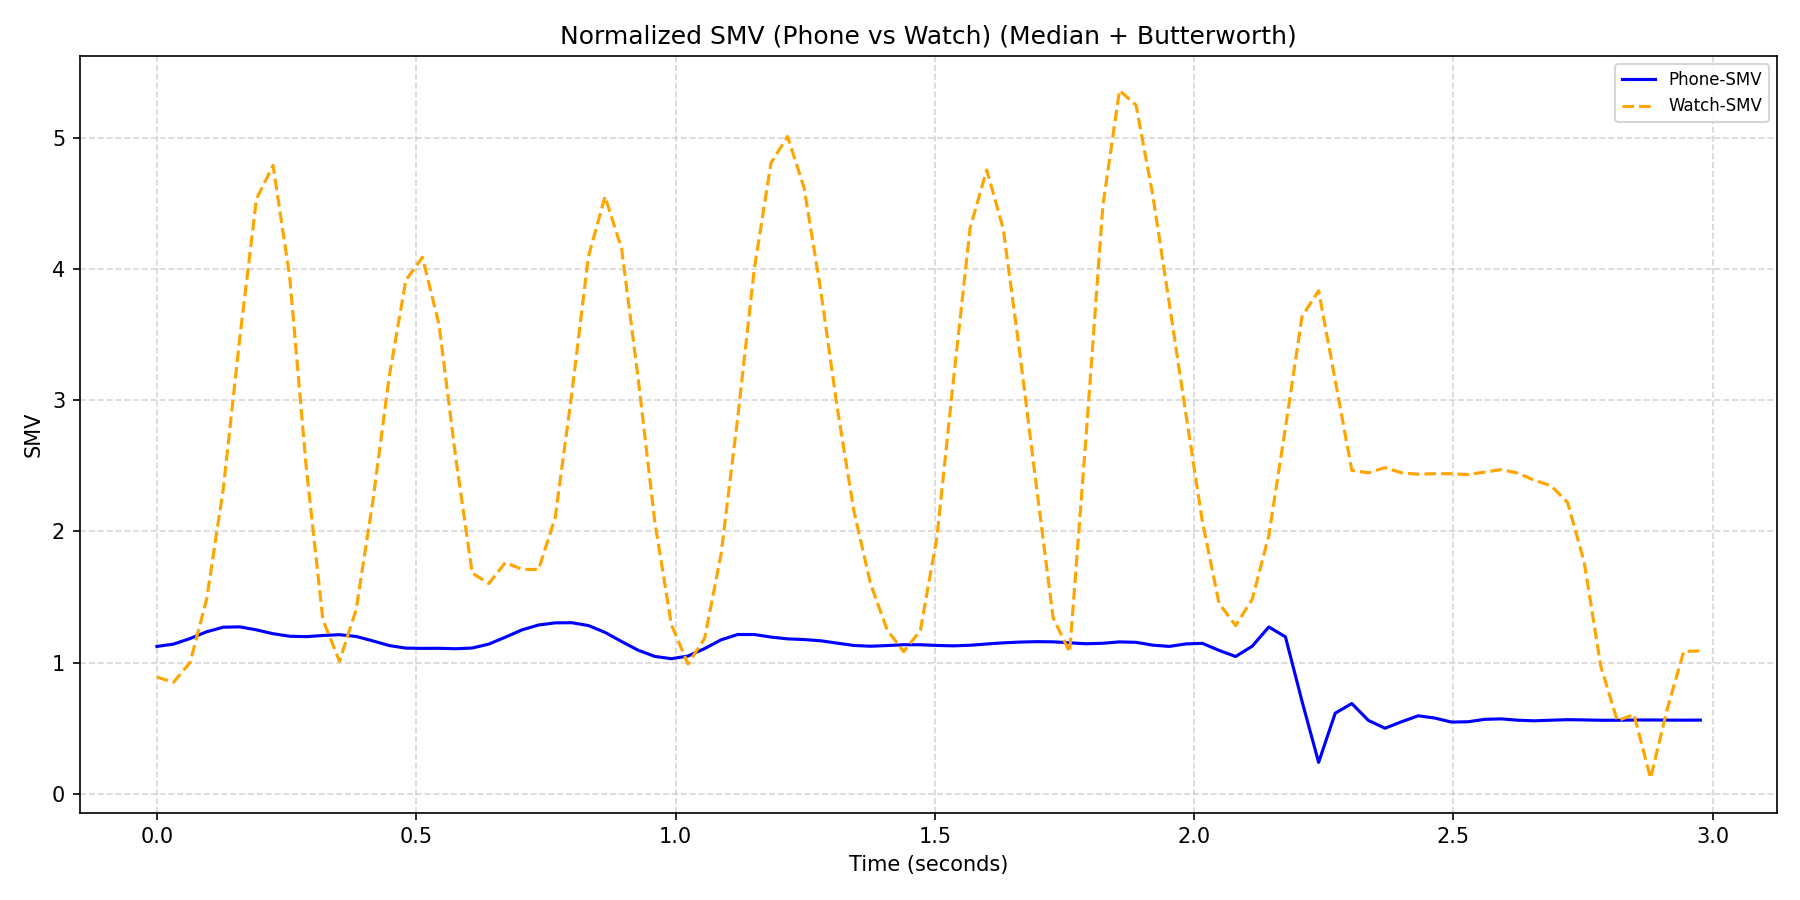 Normalized SMV (Phone vs Watch) (Median + Butterworth)
Phone-SMV
Watch-SMV
5
4
3
2
1
0
SMV
0.0 0.5 1.0 1.5 2.0 2.5 3.0
Time (seconds)